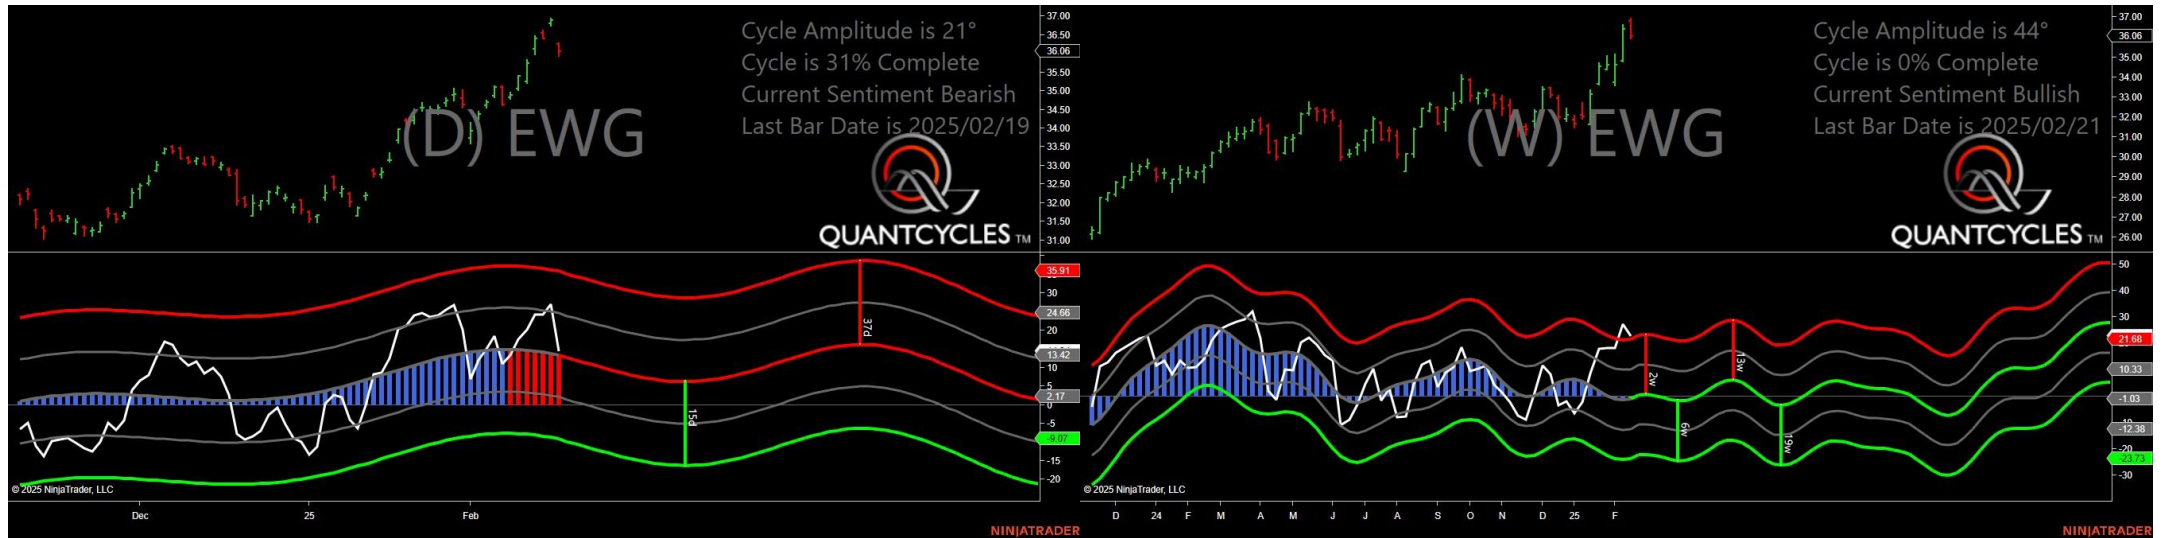 Cycle Amplitude is 21°
Cycle is 31% Complete
Current Sentiment Bearish
Last Bar Date is 2025/02/19
(D) EWG
QUANTCYCLES TM
37.00
36.50
36.06
35.50
35.00
34.50
34.00
33.50
33.00
32.50
32.00
31.50
31.00
35.91
30
24.66
20
13.42
10
5
2.17
0
-5
-9.07
-15
-20
37d
15d
© 2025 NinjaTrader, LLC
Dec
25
Feb
NINJATRADER
Cycle Amplitude is 44°
Cycle is 0% Complete
Current Sentiment Bullish
Last Bar Date is 2025/02/21
(W) EWG
QUANTCYCLES TM
37.00
36.06
35.00
34.00
33.00
32.00
31.00
30.00
29.00
28.00
27.00
26.00
50
40
30
21.68
10.33
-1.03
-12.38
-20
-23.73
-30
2w
13w
6w
19w
© 2025 NinjaTrader, LLC
D
24
F
M
A
M
J
J
A
S
O
N
D
25
F
NINJATRADER